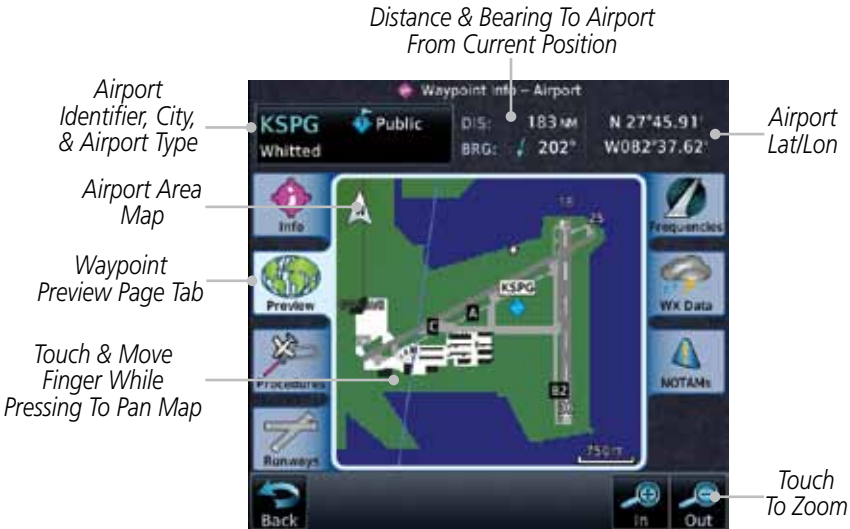 Distance & Bearing To Airport
From Current Position
Airport
Identifier, City,
& Airport Type
Airport
Lat/Lon
Airport Area
Map
Waypoint
Preview Page Tab
Touch & Move
Finger While
Pressing To Pan Map
Touch
To Zoom
Waypoint Info – Airport
KSPG Public
Whitted
DIS: 183 NM
BRG: 202°
N 27°45.91'
W082°37.62'
Info
Preview
Procedures
Runways
Frequencies
WX Data
NOTAMs
18
25
KSPG
A
C
B2
750FT
Back
In
Out